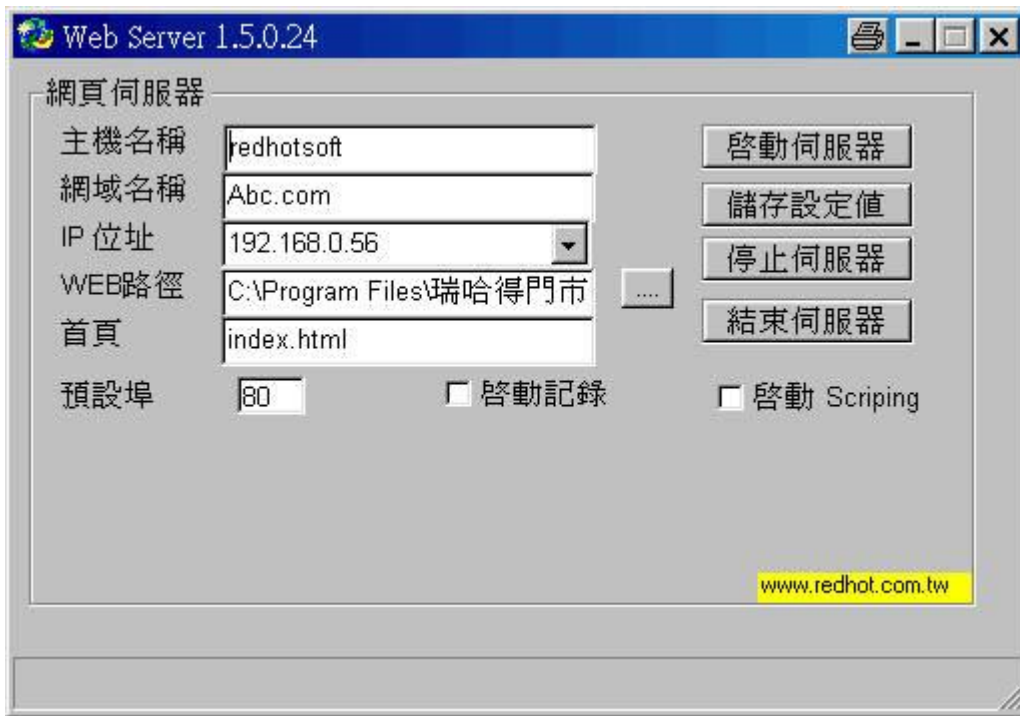 Web Server 1.5.0.24
網頁伺服器
主機名稱 redhotsoft 啓動伺服器
網域名稱 Abc.com 儲存設定值
IP 位址 192.168.0.56 停止伺服器
WEB路徑 C:\Program Files\瑞哈得門市 ....
首頁 index.html 結束伺服器
預設埠 80 啓動記錄 啓動 Scriping
www.redhot.com.tw